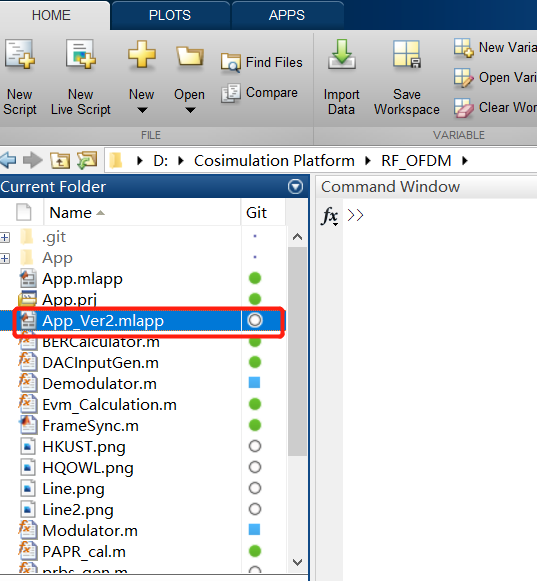 HOME PLOTS APPS
New Script
New Live Script
New
Open
Find Files
Compare
Import Data
Save Workspace
New Varia
Open Vari
Clear Wor
FILE VARIABLE
D: Cosimulation Platform RF_OFDM
Current Folder
Command Window
Name Git
fx >>
.git
App
App.mlapp
App.prj
App_Ver2.mlapp
BERCalculator.m
DACInputGen.m
Demodulator.m
Evm_Calculation.m
FrameSync.m
HKUST.png
HQOWL.png
Line.png
Line2.png
Modulator.m
PAPR_cal.m
prbs_gen.m